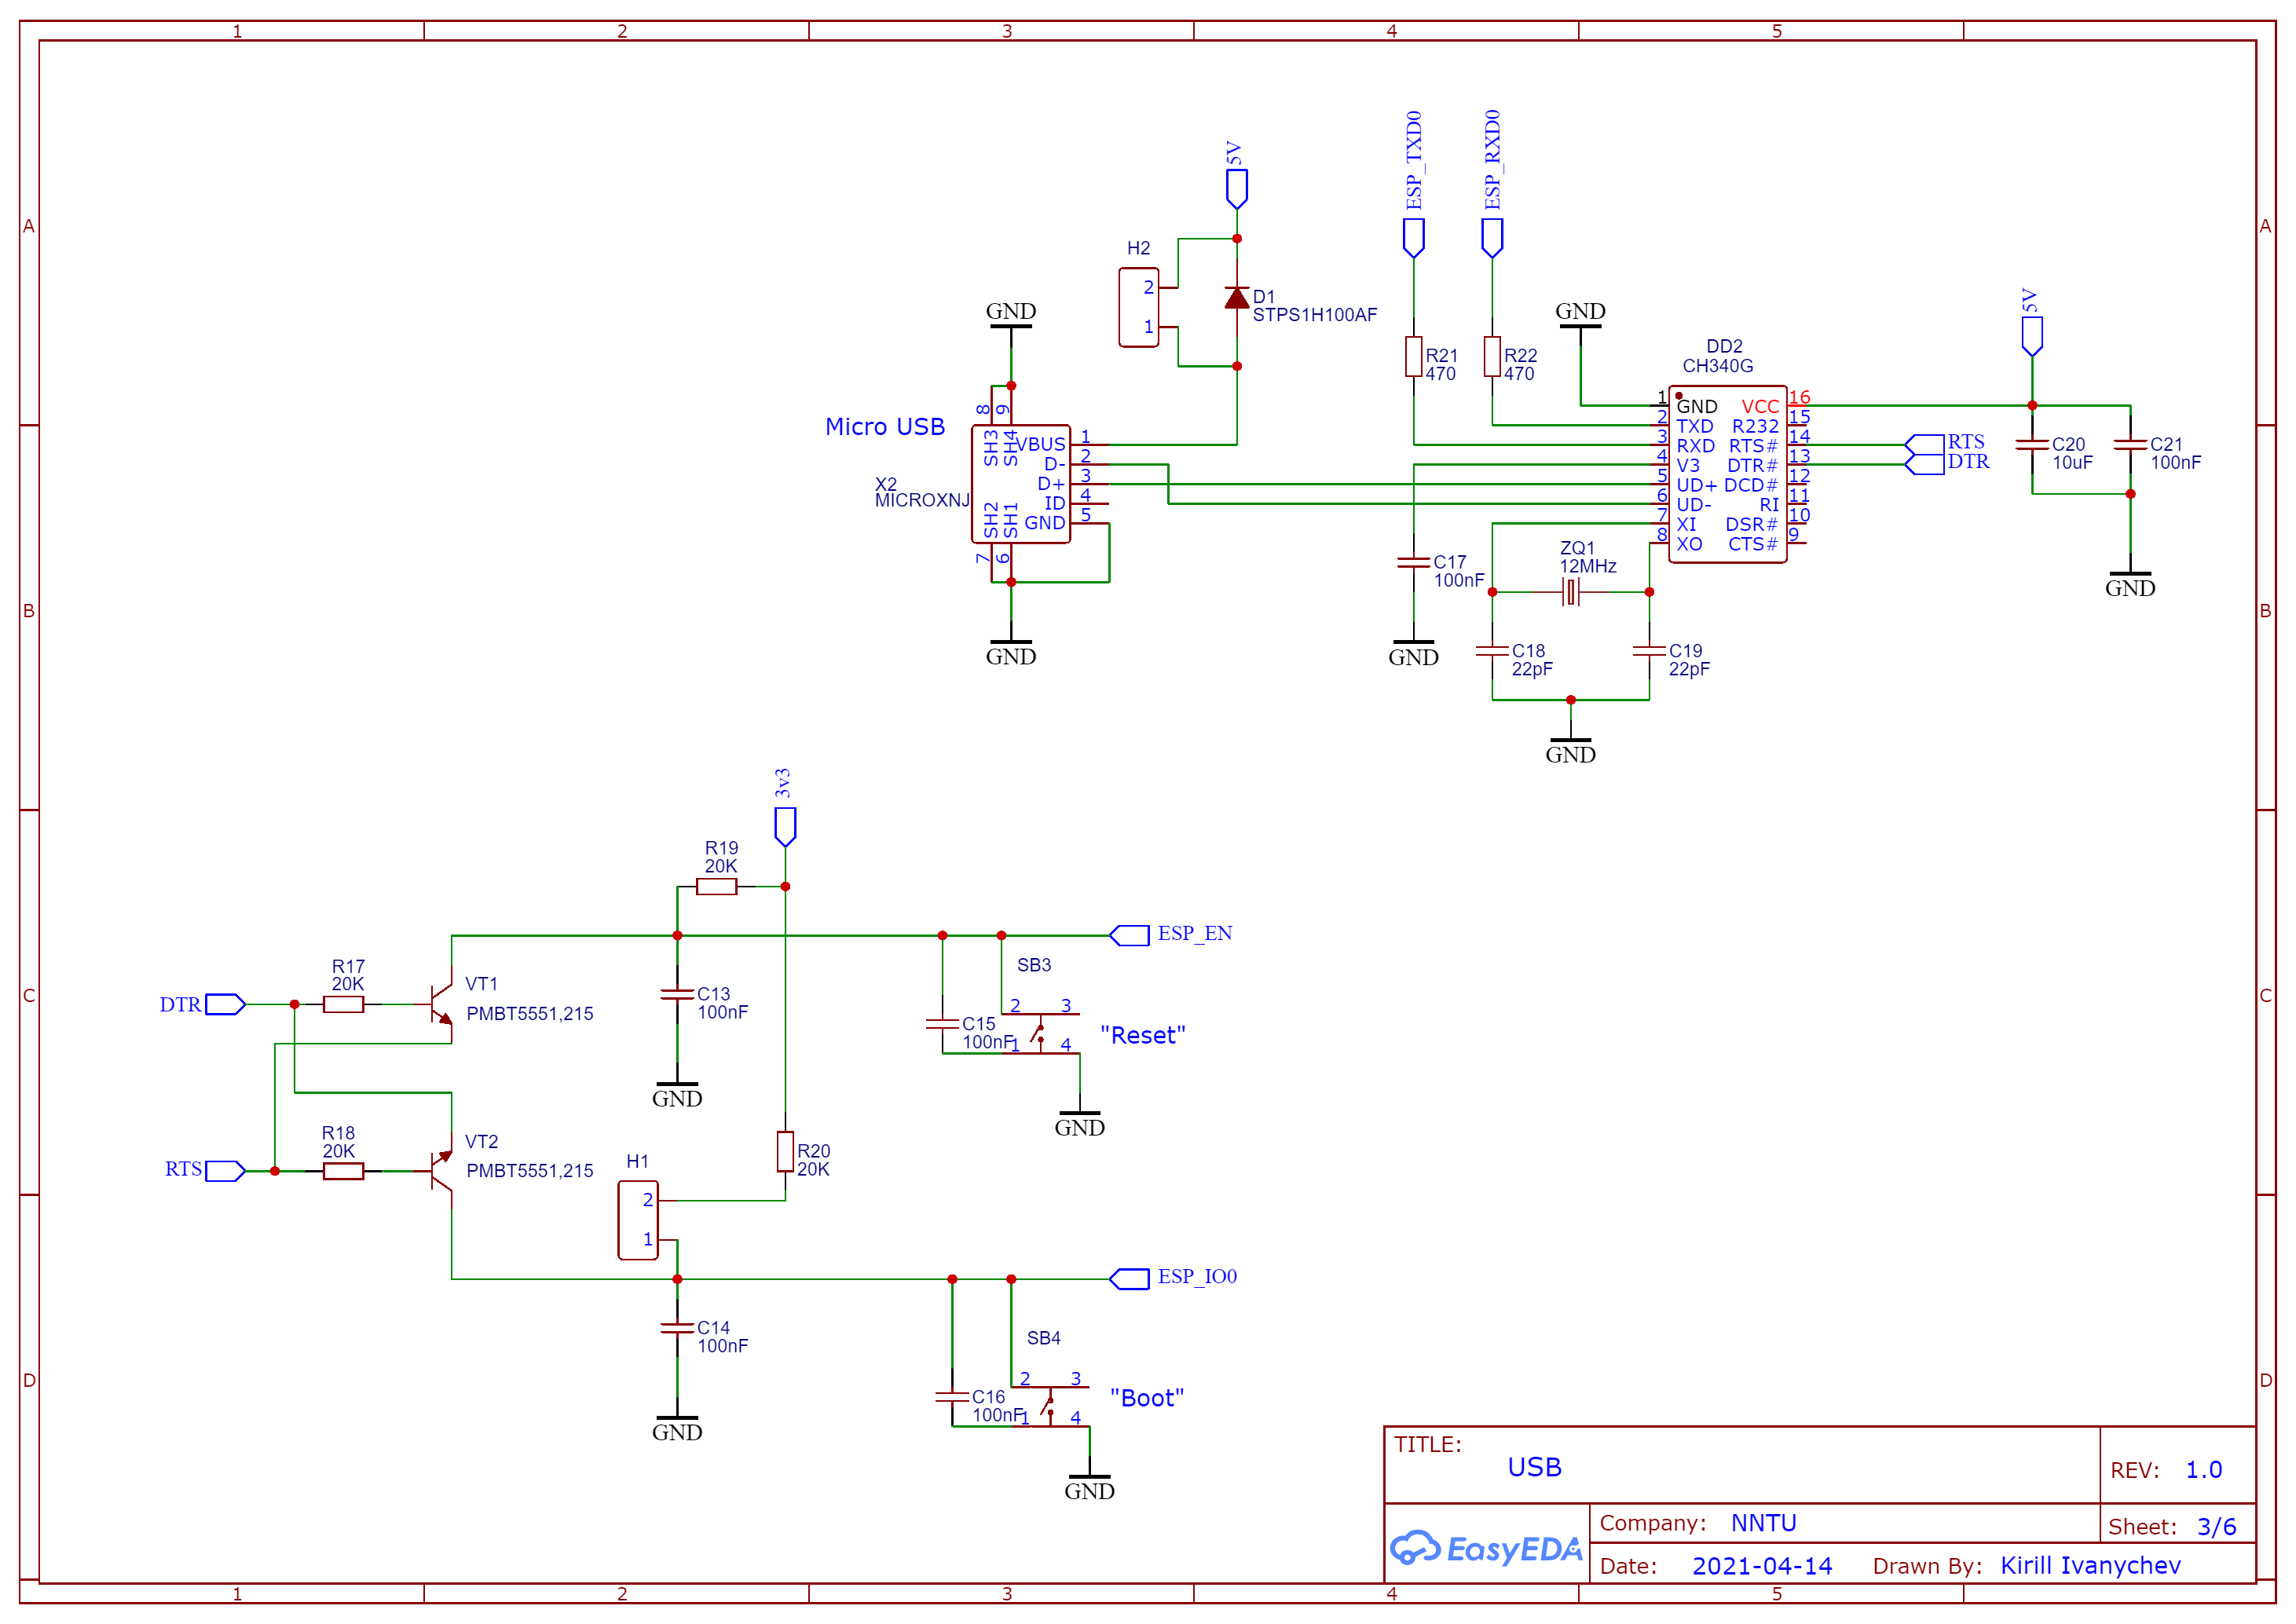 1 2 3 4 5
A A
B B
C C
D D
1 2 3 4 5
5V
H2
2
1
D1
STPS1H100AF
ESP_TXD0
ESP_RXD0
R21
470
R22
470
GND
GND
Micro USB
X2
MICROXNJ
8 9
SH3 SH4
VBUS 1
D- 2
D+ 3
ID 4
GND 5
SH2 SH1
7 6
GND
DD2
CH340G
1 GND VCC 16
2 TXD R232 15
3 RXD RTS# 14
4 V3 DTR# 13
5 UD+ DCD# 12
6 UD- RI 11
7 XI DSR# 10
8 XO CTS# 9
RTS
DTR
5V
C20
10uF
C21
100nF
GND
C17
100nF
GND
ZQ1
12MHz
C18
22pF
C19
22pF
GND
3v3
R19
20K
ESP_EN
DTR
R17
20K
VT1
PMBT5551,215
C13
100nF
GND
C15
100nF
SB3
2 3
1 4
"Reset"
GND
RTS
R18
20K
VT2
PMBT5551,215
H1
2
1
R20
20K
ESP_IO0
C14
100nF
GND
C16
100nF
SB4
2 3
1 4
"Boot"
GND
TITLE:
USB
REV: 1.0
EasyEDA
Company: NNTU
Sheet: 3/6
Date: 2021-04-14
Drawn By: Kirill Ivanychev